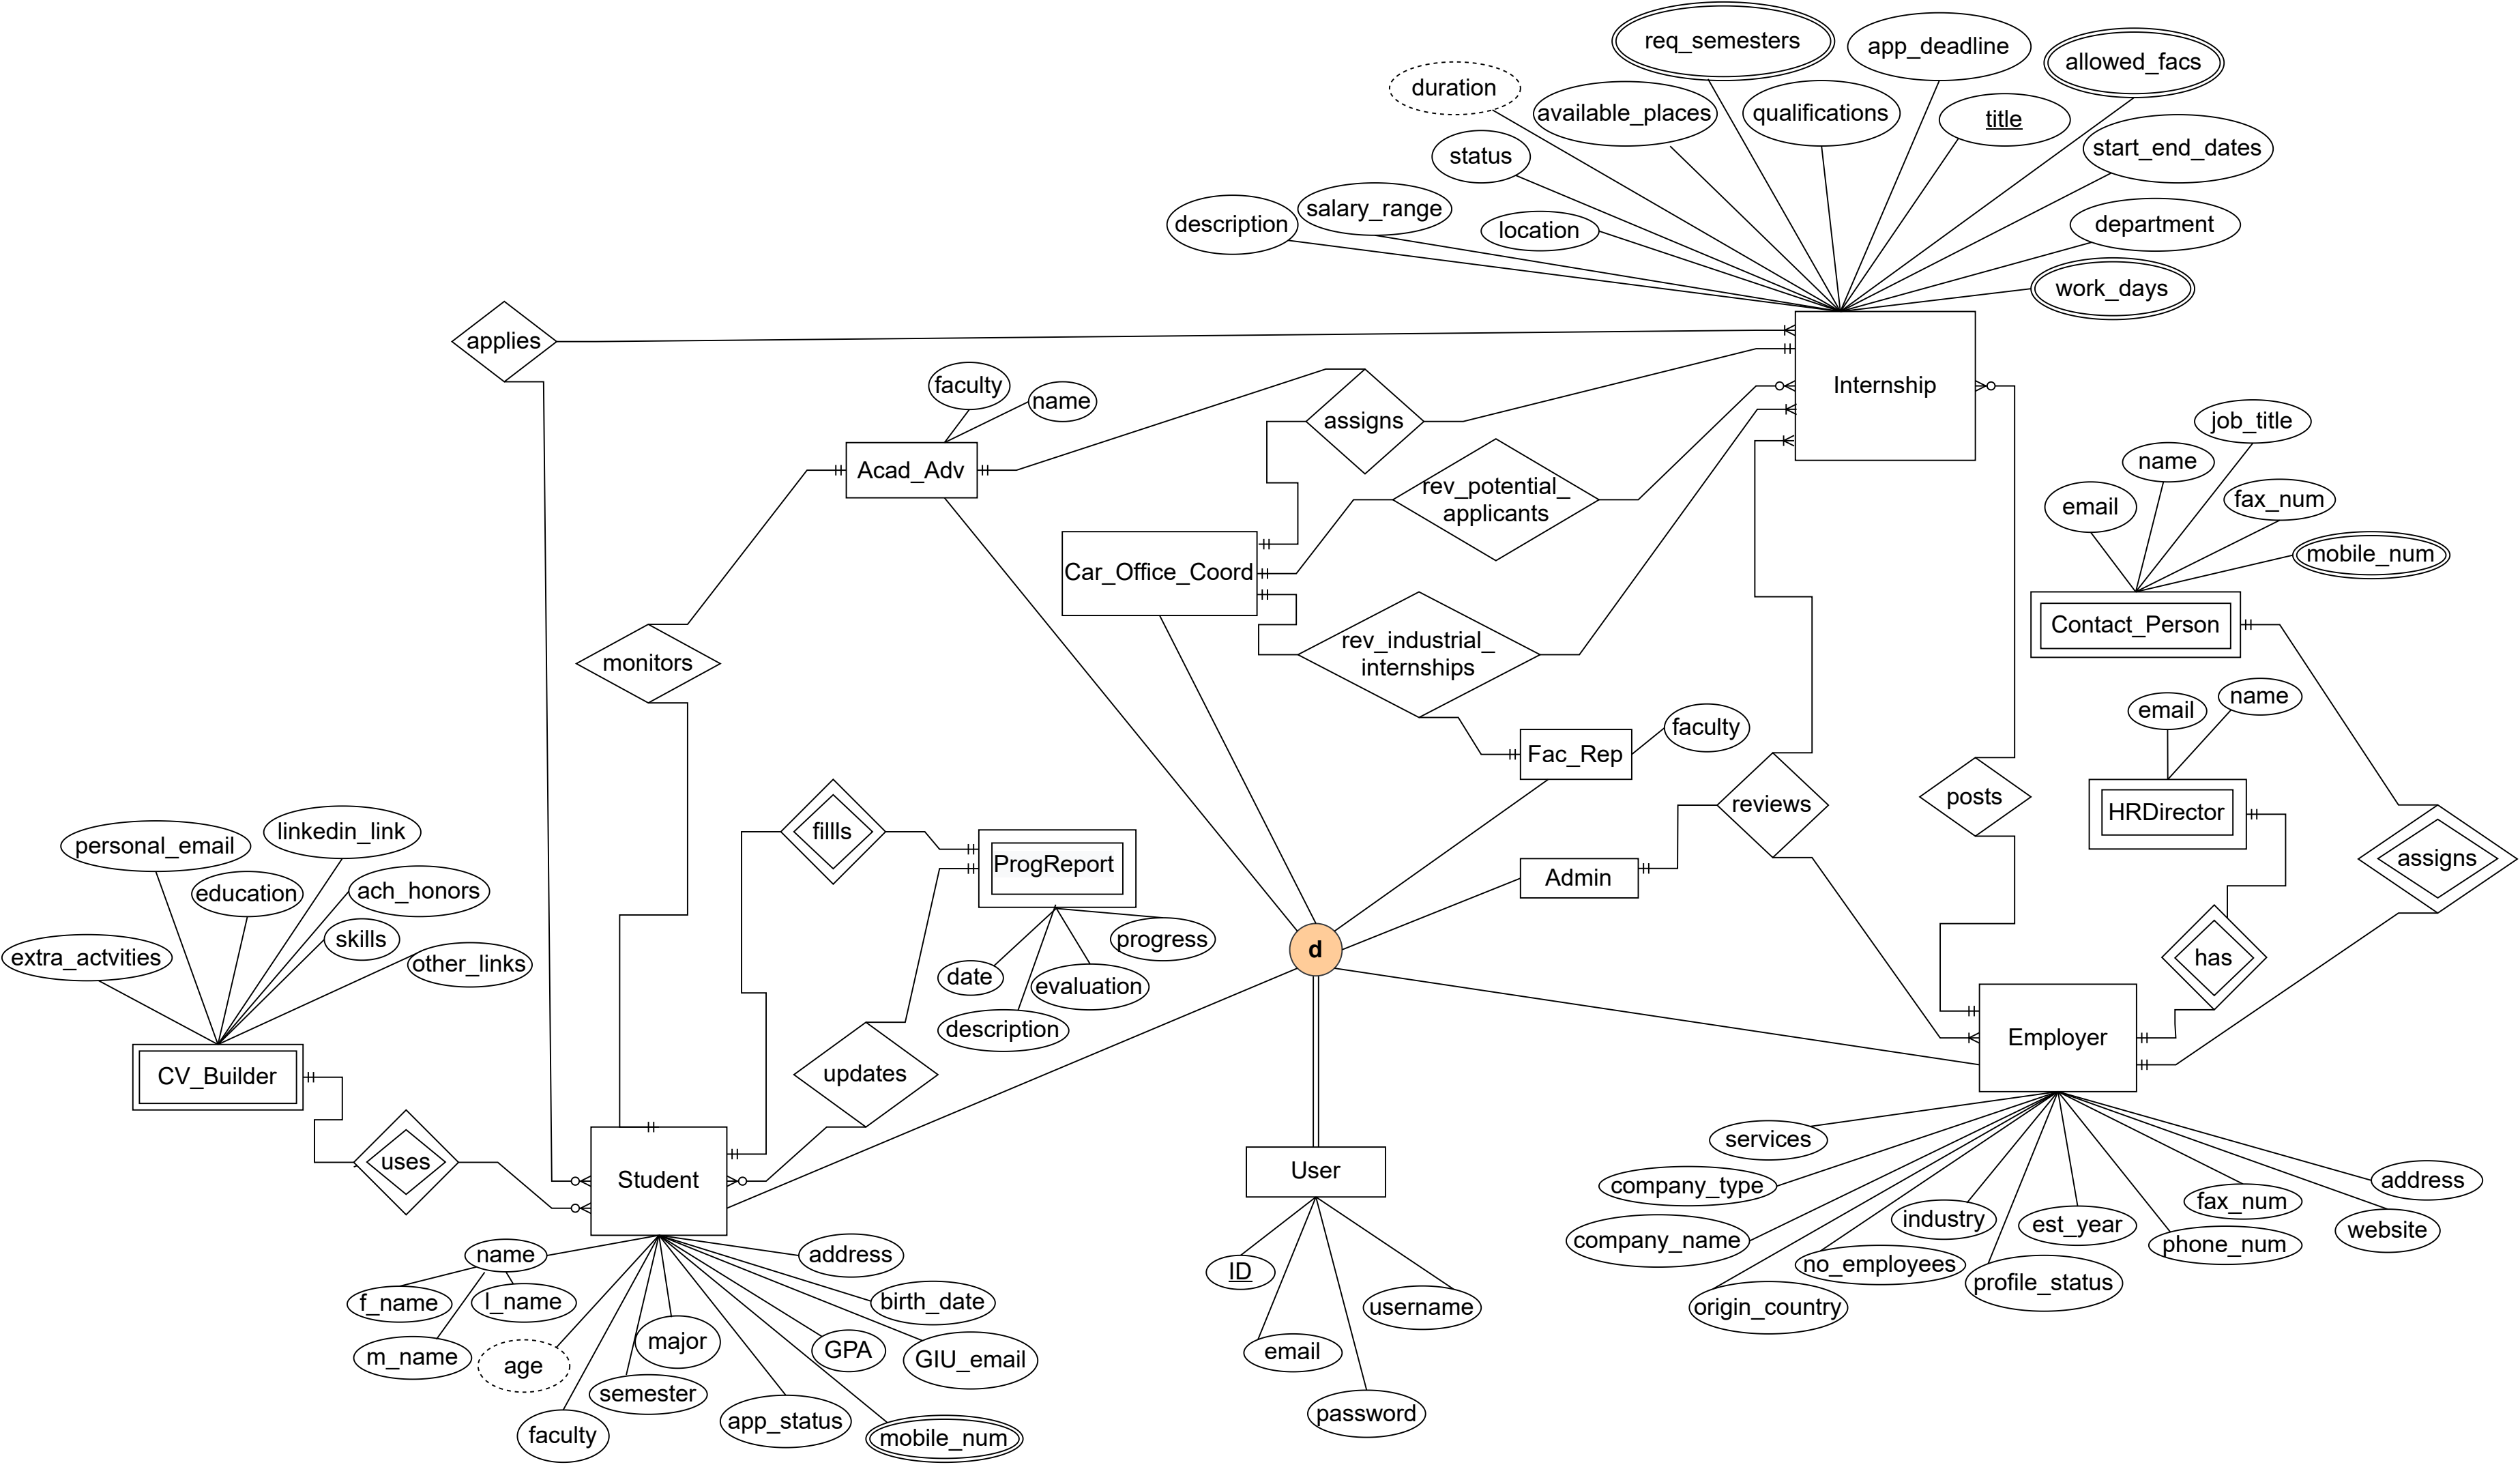 req_semesters
app_deadline
allowed_facs
duration
available_places
qualifications
title
start_end_dates
status
salary_range
description
location
department
work_days
applies
Internship
faculty
name
assigns
Acad_Adv
job_title
name
email
fax_num
mobile_num
rev_potential_
applicants
Car_Office_Coord
Contact_Person
monitors
rev_industrial_
internships
email
name
faculty
Fac_Rep
reviews
posts
HRDirector
assigns
fillls
linkedin_link
personal_email
education
ach_honors
skills
extra_actvities
other_links
ProgReport
progress
date
evaluation
description
Admin
d
has
Employer
CV_Builder
updates
uses
Student
User
services
company_type
company_name
industry
est_year
fax_num
address
website
phone_num
no_employees
profile_status
origin_country
name
f_name
l_name
m_name
age
major
semester
faculty
app_status
mobile_num
GPA
GIU_email
birth_date
address
ID
username
email
password